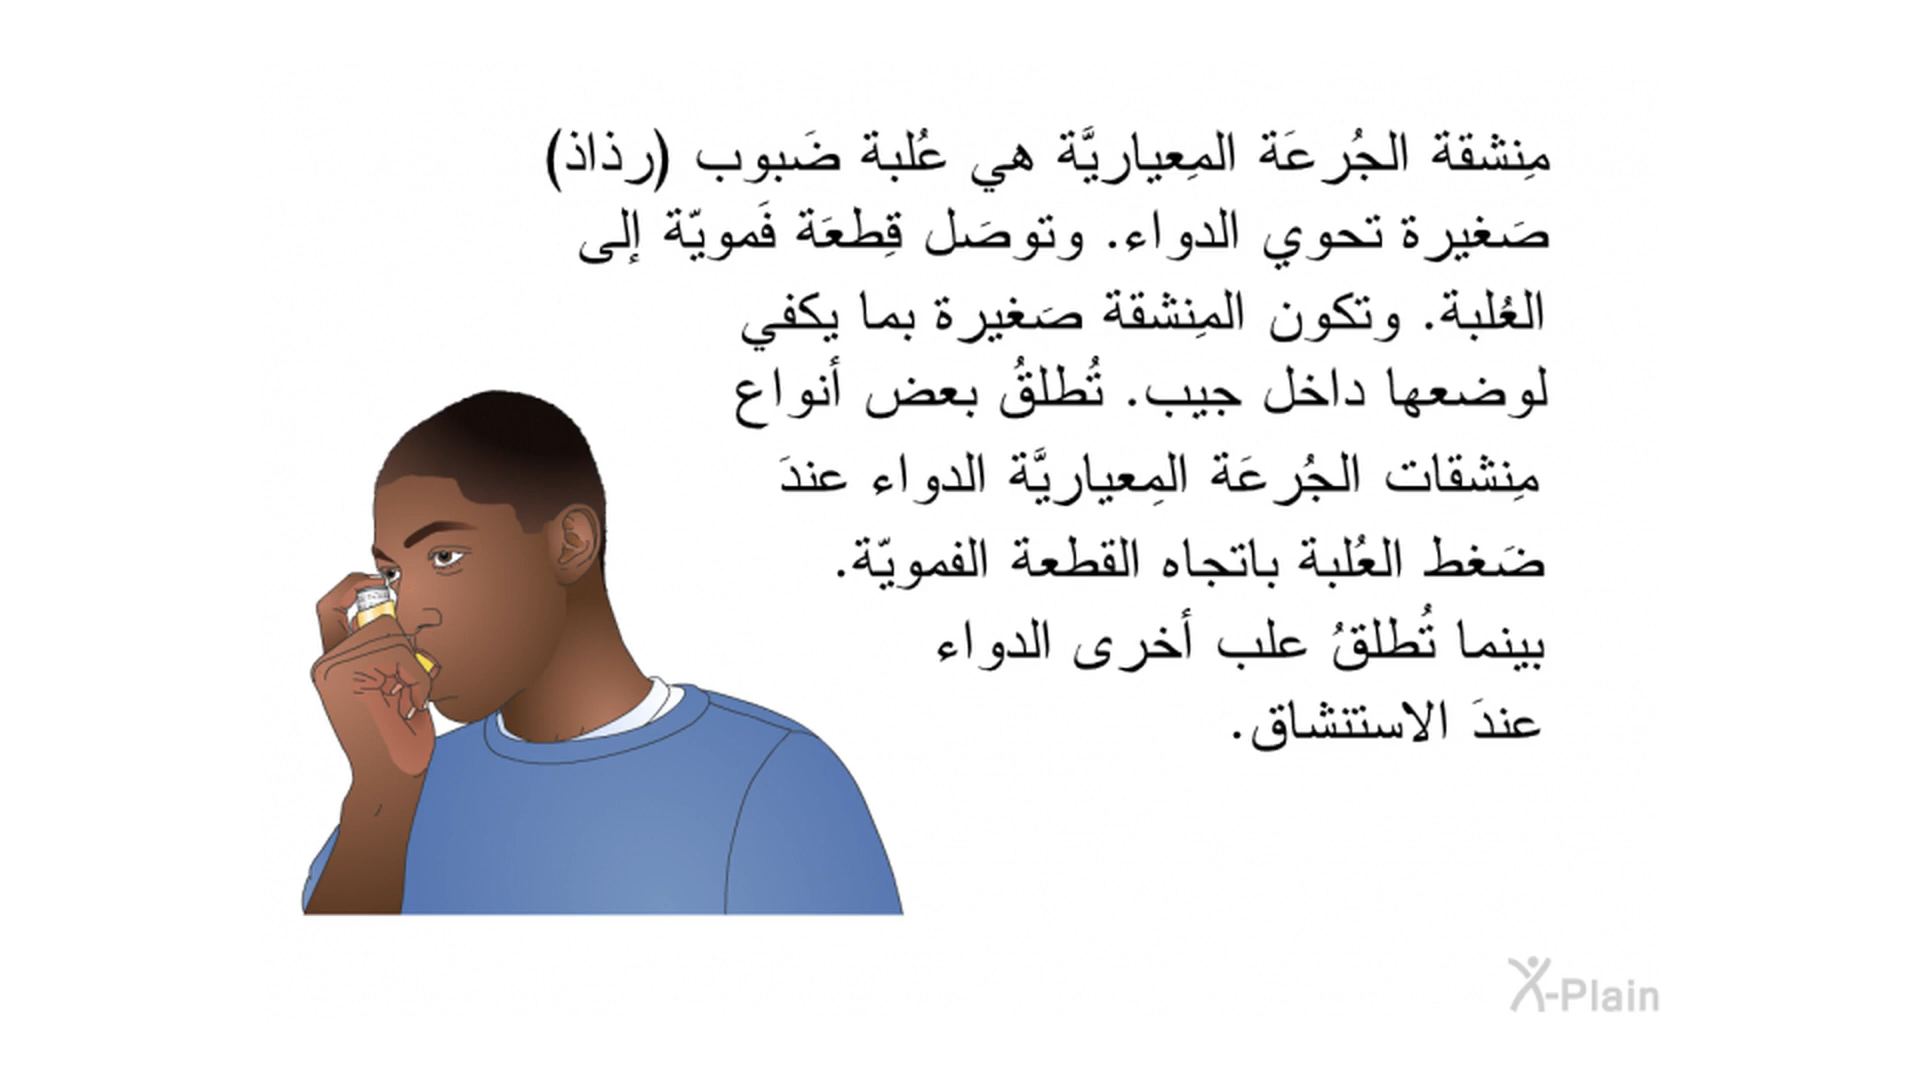 مِنشقة الجُرعَة المِعياريَّة هي عُلبة ضَبوب (رذاذ)
صَغيرة تحوي الدواء. وتوصَل قِطعَة فَمويّة إلى
العُلبة. وتكون المِنشقة صَغيرة بما يكفي
لوضعها داخل جيب. تُطلقُ بعض أنواع
مِنشقات الجُرعَة المِعياريَّة الدواء عندَ
ضَغط العُلبة باتجاه القطعة الفمويّة.
بينما تُطلقُ علب أخرى الدواء
عندَ الاستنشاق.
X-Plain